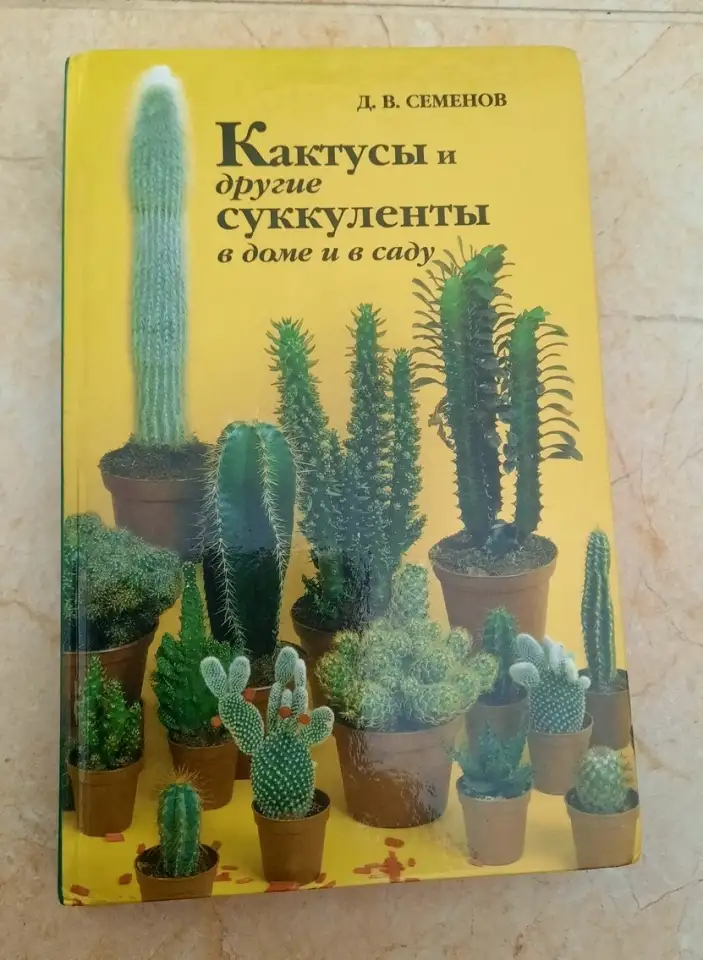 Д. В. СЕМЕНОВ
Кактусы и
другие
суккуленты
в доме и в саду